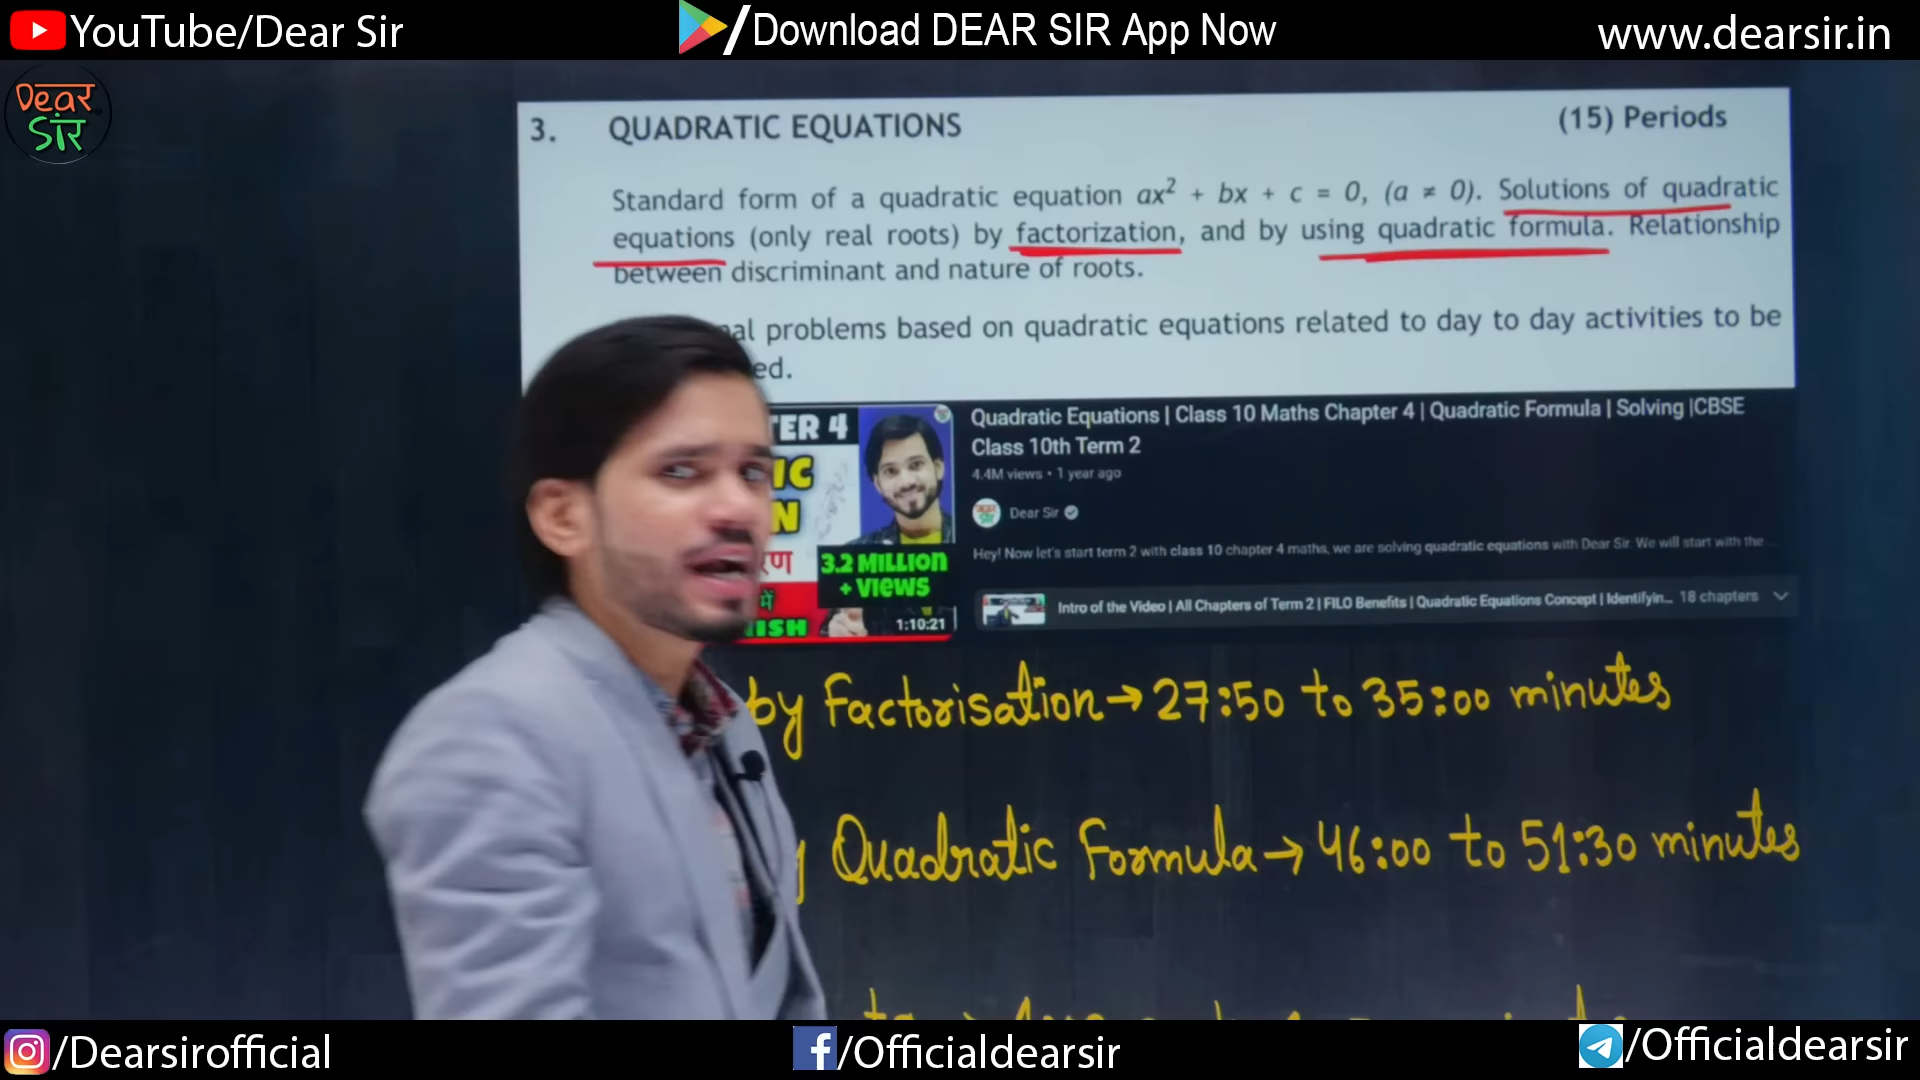 YouTube/Dear Sir
/Download DEAR SIR App Now
www.dearsir.in
Dear
सर
3. QUADRATIC EQUATIONS (15) Periods
Standard form of a quadratic equation ax² + bx + c = 0, (a ≠ 0). Solutions of quadratic
equations (only real roots) by factorization, and by using quadratic formula. Relationship
between discriminant and nature of roots.
al problems based on quadratic equations related to day to day activities to be
ed.
TER 4
IC
N
रण
3.2 MILLION
+ VIEWS
में
ISH
1:10:21
Quadratic Equations | Class 10 Maths Chapter 4 | Quadratic Formula | Solving |CBSE
Class 10th Term 2
4.4M views • 1 year ago
Dear Sir
Hey! Now let's start term 2 with class 10 chapter 4 maths, we are solving quadratic equations with Dear Sir. We will start with the ...
Intro of the Video | All Chapters of Term 2 | FILO Benefits | Quadratic Equations Concept | Identifyin... 18 chapters
by Factorisation → 27:50 to 35:00 minutes
Quadratic Formula → 46:00 to 51:30 minutes
/Dearsirofficial
/Officialdearsir
/Officialdearsir